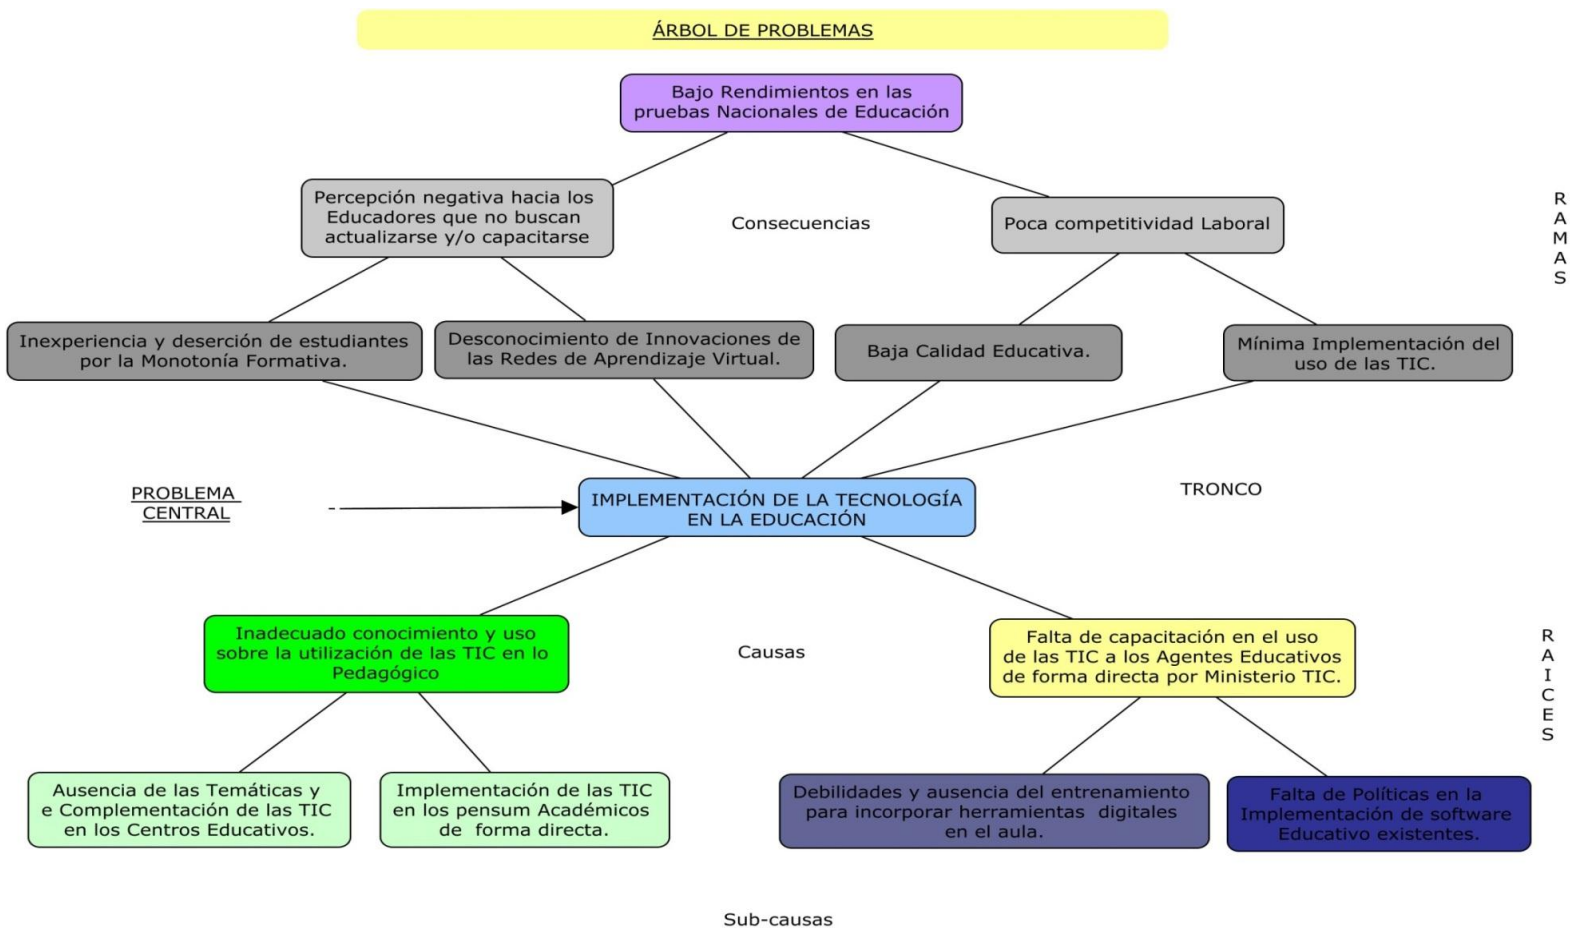 ÁRBOL DE PROBLEMAS
Bajo Rendimientos en las
pruebas Nacionales de Educación
Percepción negativa hacia los
Educadores que no buscan
actualizarse y/o capacitarse
Consecuencias
Poca competitividad Laboral
R
A
M
A
S
Inexperiencia y deserción de estudiantes
por la Monotonía Formativa.
Desconocimiento de Innovaciones de
las Redes de Aprendizaje Virtual.
Baja Calidad Educativa.
Mínima Implementación del
uso de las TIC.
PROBLEMA
CENTRAL
IMPLEMENTACIÓN DE LA TECNOLOGÍA
EN LA EDUCACIÓN
TRONCO
Inadecuado conocimiento y uso
sobre la utilización de las TIC en lo
Pedagógico
Causas
Falta de capacitación en el uso
de las TIC a los Agentes Educativos
de forma directa por Ministerio TIC.
R
A
I
C
E
S
Ausencia de las Temáticas y
e Complementación de las TIC
en los Centros Educativos.
Implementación de las TIC
en los pensum Académicos
de forma directa.
Debilidades y ausencia del entrenamiento
para incorporar herramientas digitales
en el aula.
Falta de Políticas en la
Implementación de software
Educativo existentes.
Sub-causas